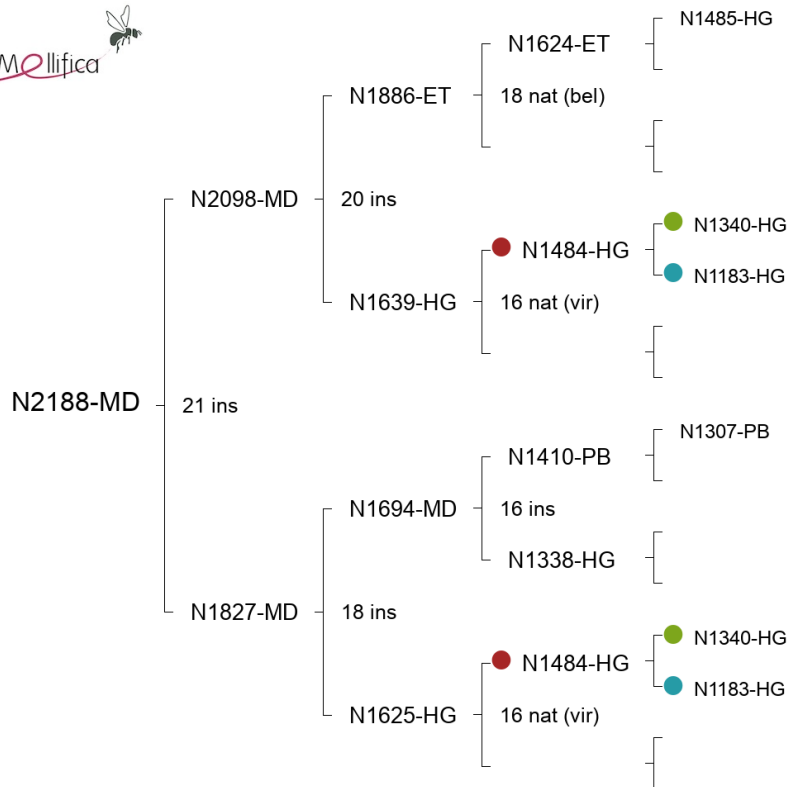 Mellifica
N1485-HG
N1624-ET
N1886-ET
18 nat (bel)
N2098-MD
20 ins
N1340-HG
N1484-HG
N1183-HG
N1639-HG
16 nat (vir)
N2188-MD
21 ins
N1307-PB
N1410-PB
N1694-MD
16 ins
N1338-HG
N1827-MD
18 ins
N1340-HG
N1484-HG
N1183-HG
N1625-HG
16 nat (vir)